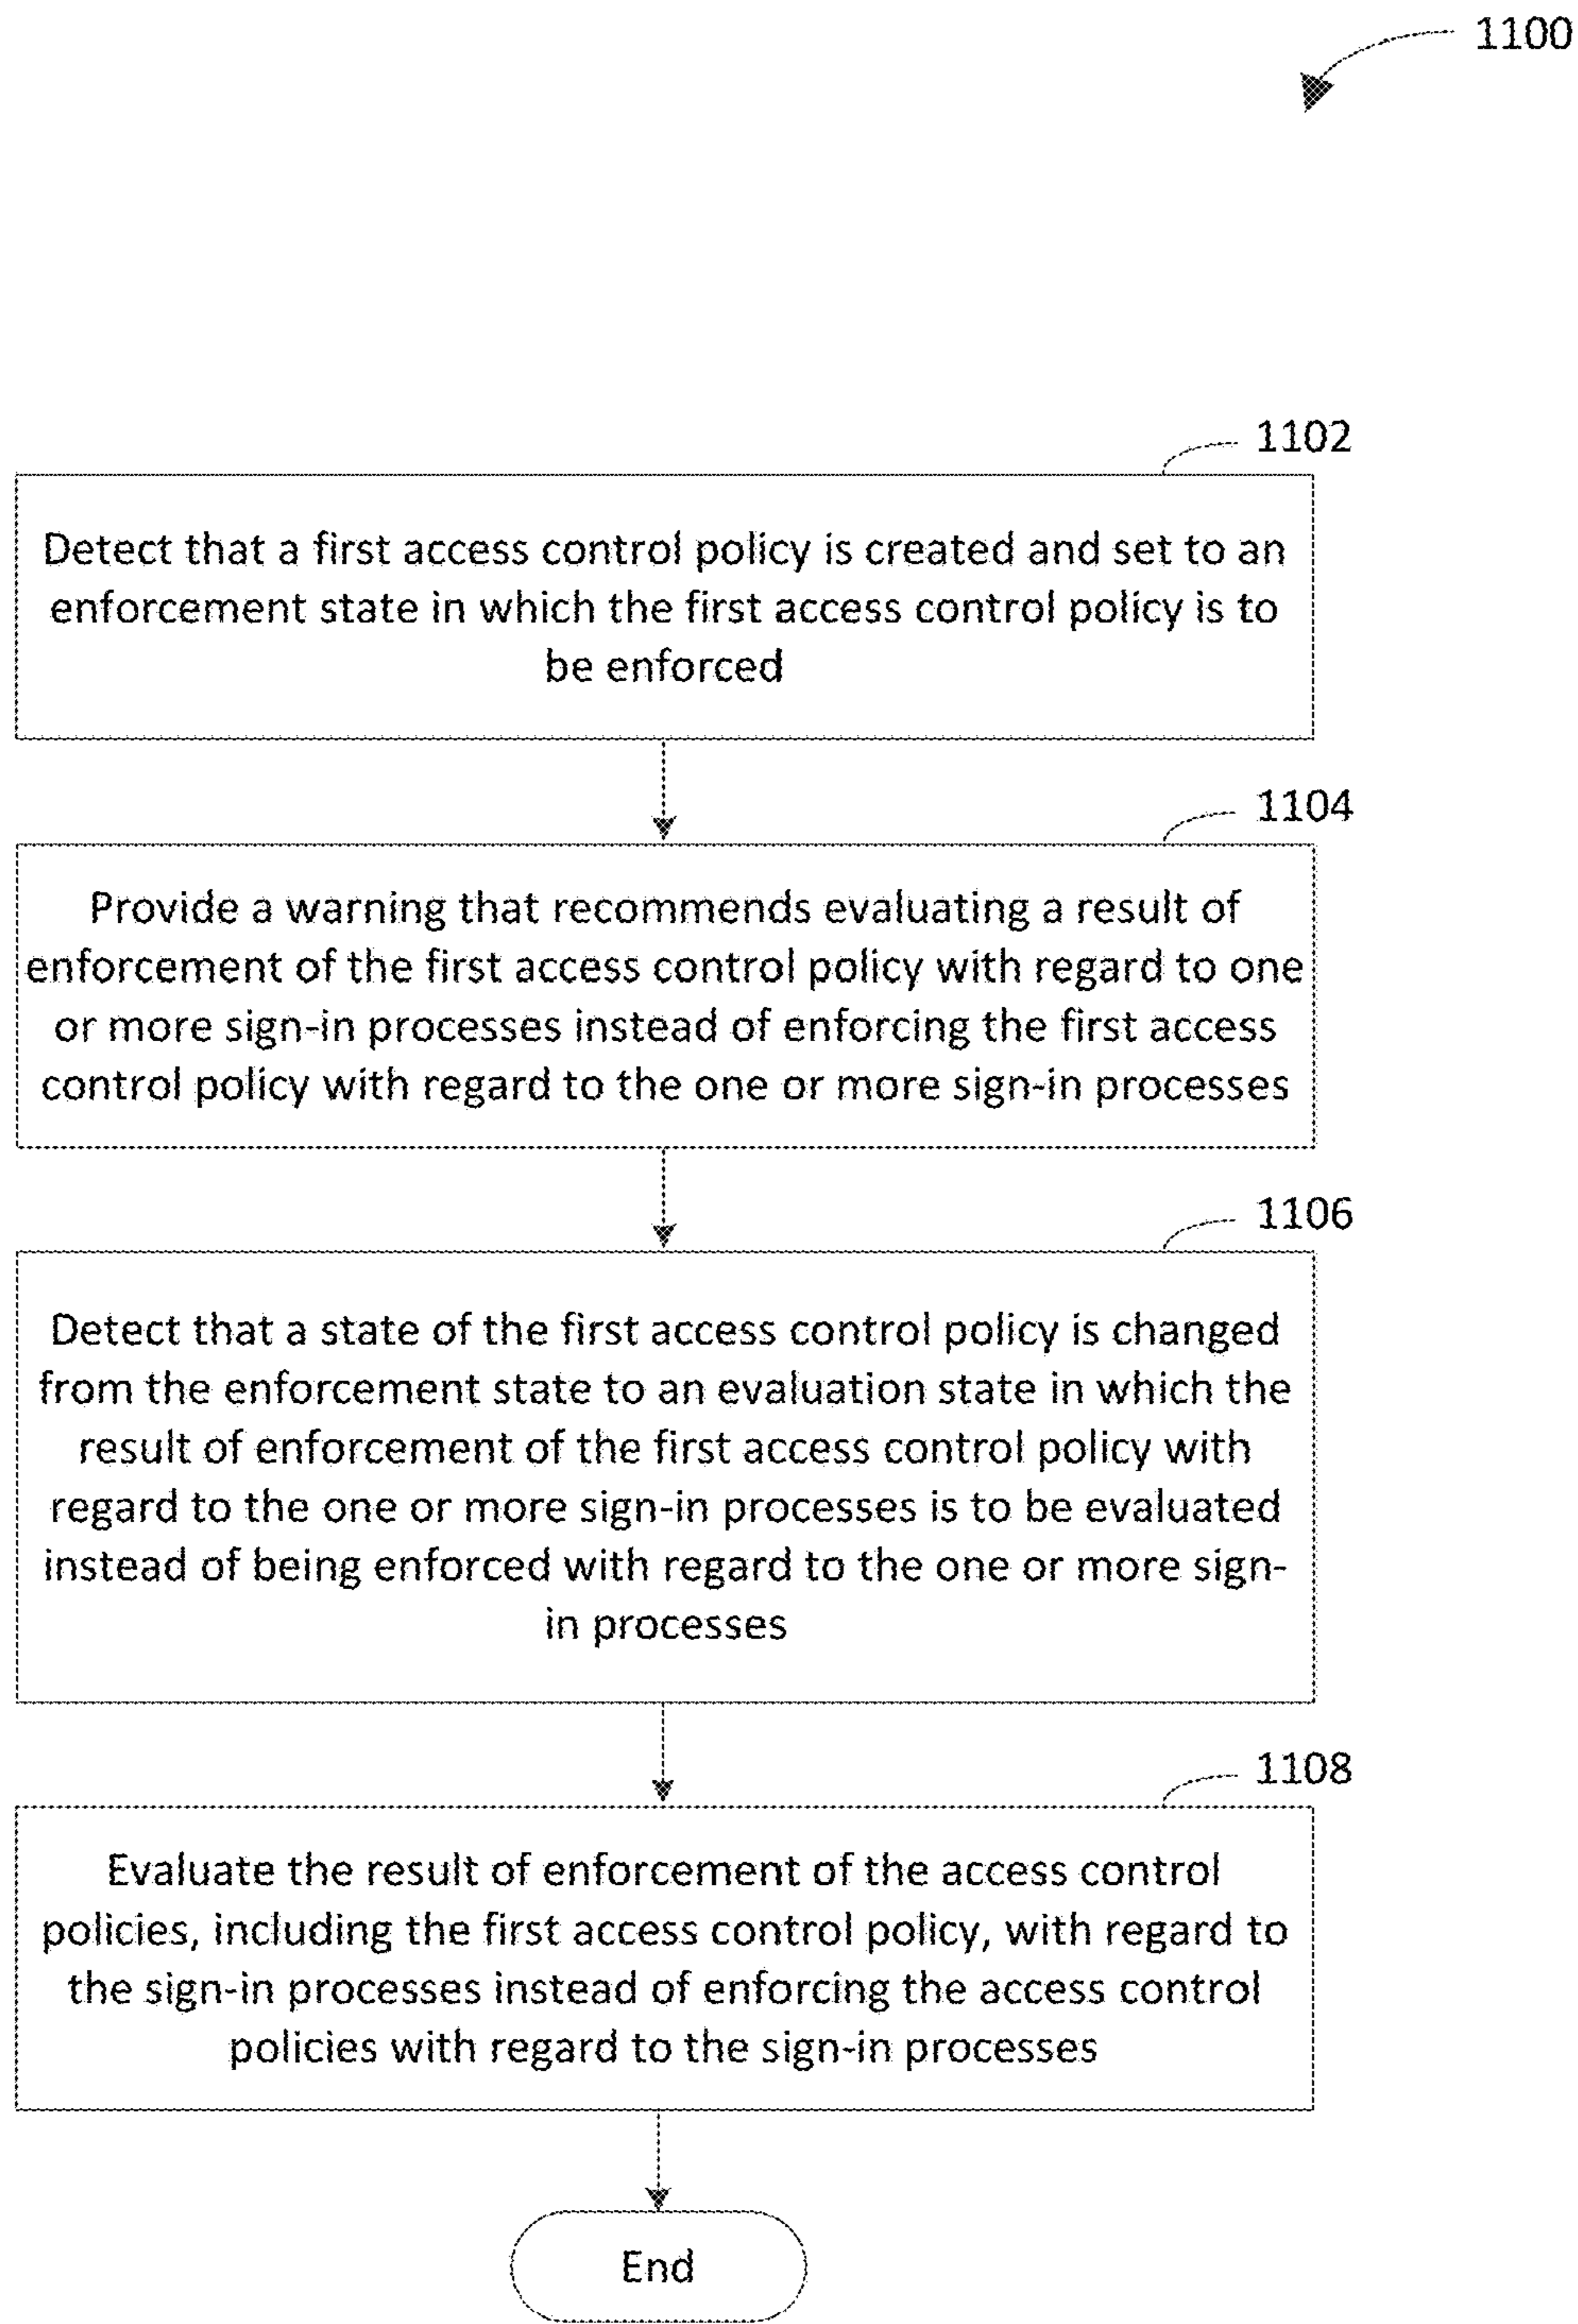 1100
1102
Detect that a first access control policy is created and set to an
enforcement state in which the first access control policy is to
be enforced
1104
Provide a warning that recommends evaluating a result of
enforcement of the first access control policy with regard to one
or more sign-in processes instead of enforcing the first access
control policy with regard to the one or more sign-in processes
1106
Detect that a state of the first access control policy is changed
from the enforcement state to an evaluation state in which the
result of enforcement of the first access control policy with
regard to the one or more sign-in processes is to be evaluated
instead of being enforced with regard to the one or more sign-
in processes
1108
Evaluate the result of enforcement of the access control
policies, including the first access control policy, with regard to
the sign-in processes instead of enforcing the access control
policies with regard to the sign-in processes
End